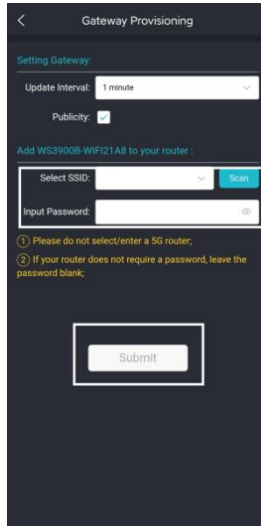 Gateway Provisioning
Setting Gateway:
Update Interval: 1 minute
Publicity:
Add WS3900B-WIFI21A8 to your router :
Select SSID: Scan
Input Password:
1 Please do not select/enter a 5G router;
2 If your router does not require a password, leave the
password blank;
Submit